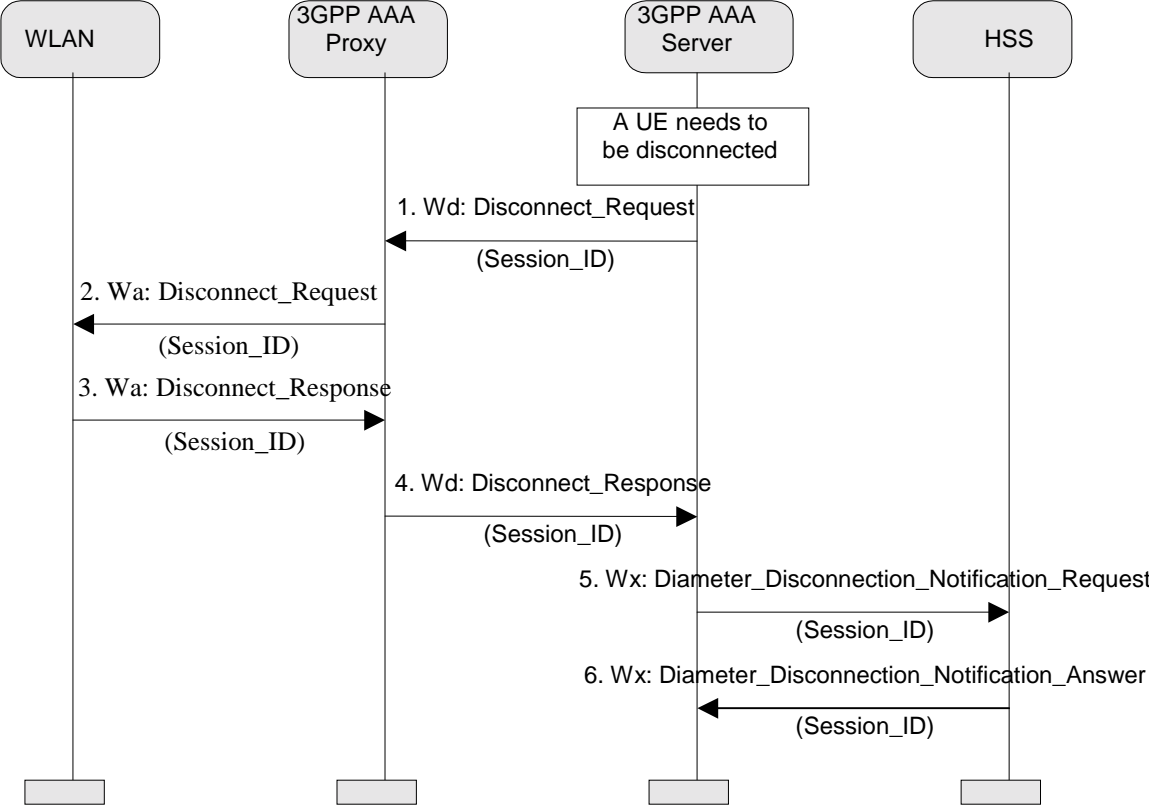 WLAN
3GPP AAA
Proxy
3GPP AAA
Server
HSS
A UE needs to
be disconnected
1. Wd: Disconnect_Request
(Session_ID)
2. Wa: Disconnect_Request
(Session_ID)
3. Wa: Disconnect_Response
(Session_ID)
4. Wd: Disconnect_Response
(Session_ID)
5. Wx: Diameter_Disconnection_Notification_Request
(Session_ID)
6. Wx: Diameter_Disconnection_Notification_Answer
(Session_ID)